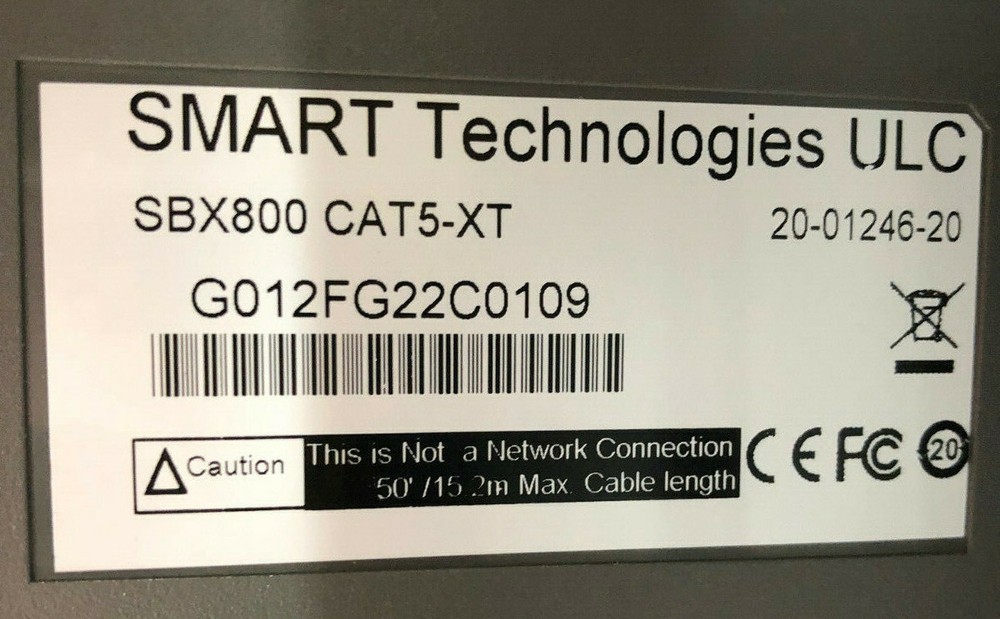 SMART Technologies ULC
SBX800 CAT5-XT
20-01246-20
G012FG22C0109
Caution
This is Not a Network Connection
50' /15.2m Max. Cable length
CE FC 20